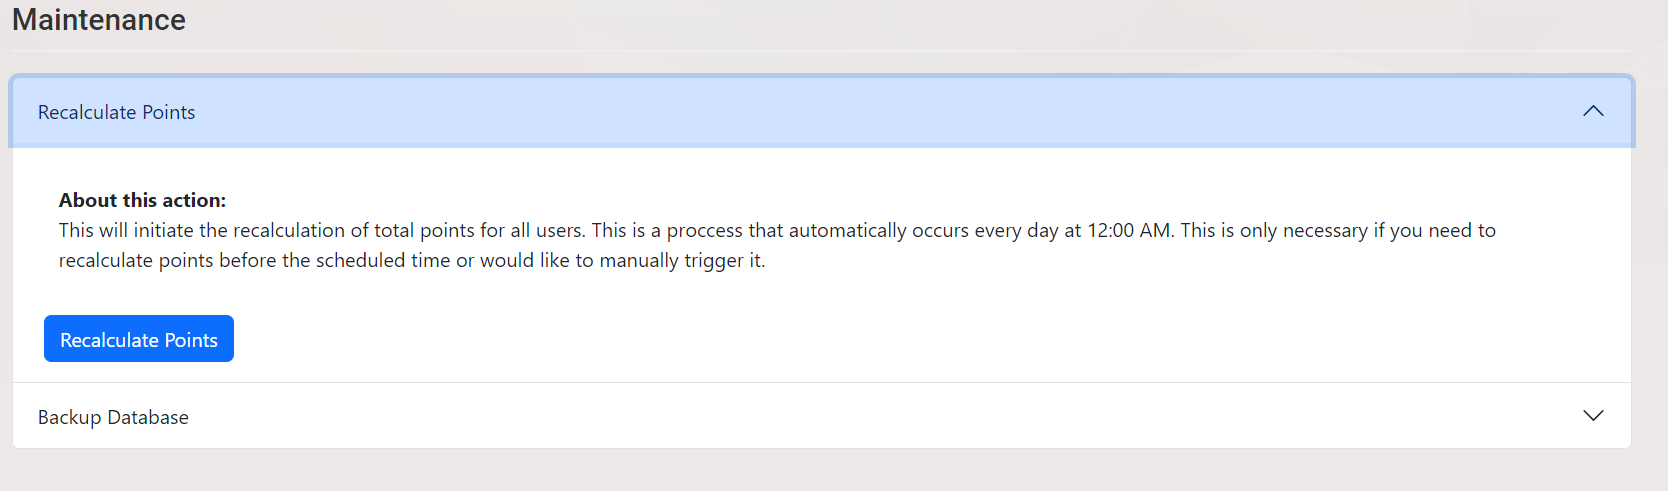 Maintenance
Recalculate Points
About this action:
This will initiate the recalculation of total points for all users. This is a proccess that automatically occurs every day at 12:00 AM. This is only necessary if you need to
recalculate points before the scheduled time or would like to manually trigger it.
Recalculate Points
Backup Database